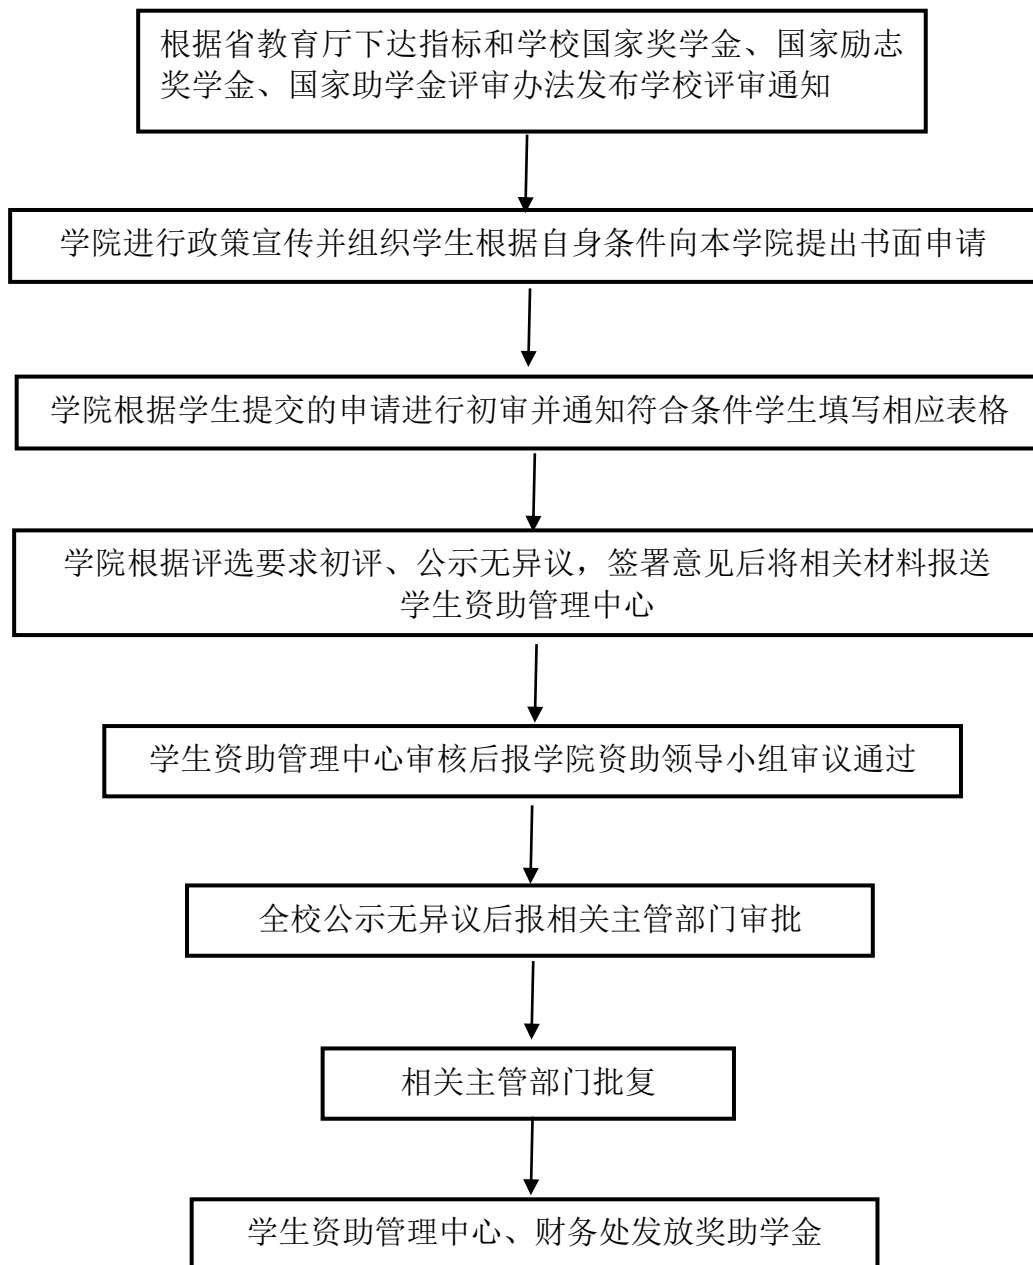 根据省教育厅下达指标和学校国家奖学金、国家励志
奖学金、国家助学金评审办法发布学校评审通知
学院进行政策宣传并组织学生根据自身条件向本学院提出书面申请
学院根据学生提交的申请进行初审并通知符合条件学生填写相应表格
学院根据评选要求初评、公示无异议，签署意见后将相关材料报送
学生资助管理中心
学生资助管理中心审核后报学院资助领导小组审议通过
全校公示无异议后报相关主管部门审批
相关主管部门批复
学生资助管理中心、财务处发放奖助学金